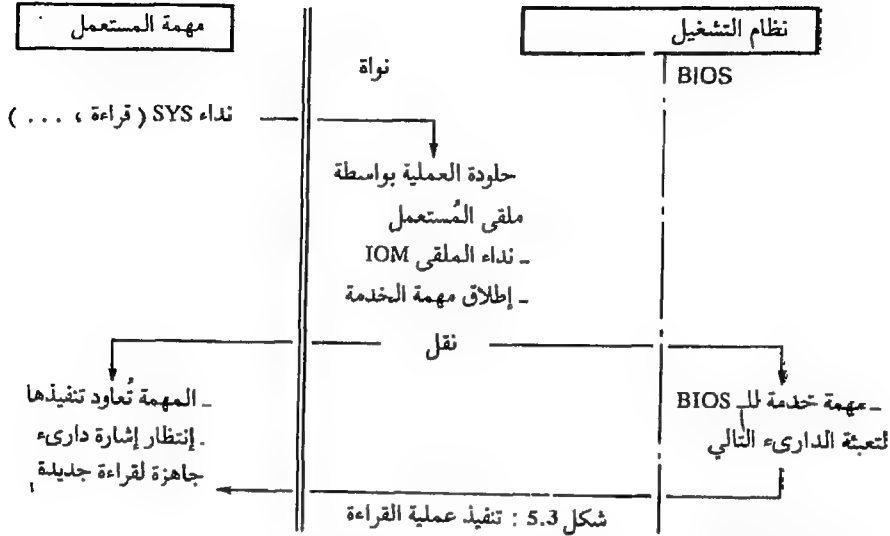 نظام التشغيل
مهمة المستعمل
BIOS
نواة
نداء SYS ( قراءة ، . . . )
حلودة العملية بواسطة
ملقى المُستعمل
ـ نداء الملقى IOM
ـ إطلاق مهمة الخدمة
نقل
ـ مهمة خدمة للـ BIOS
لتعبئة الدارىء التالي
ـ المهمة تُعاود تنفيذها
ـ إنتظار إشارة دارىء
جاهزة لقراءة جديدة
شكل 5.3 : تنفيذ عملية القراءة